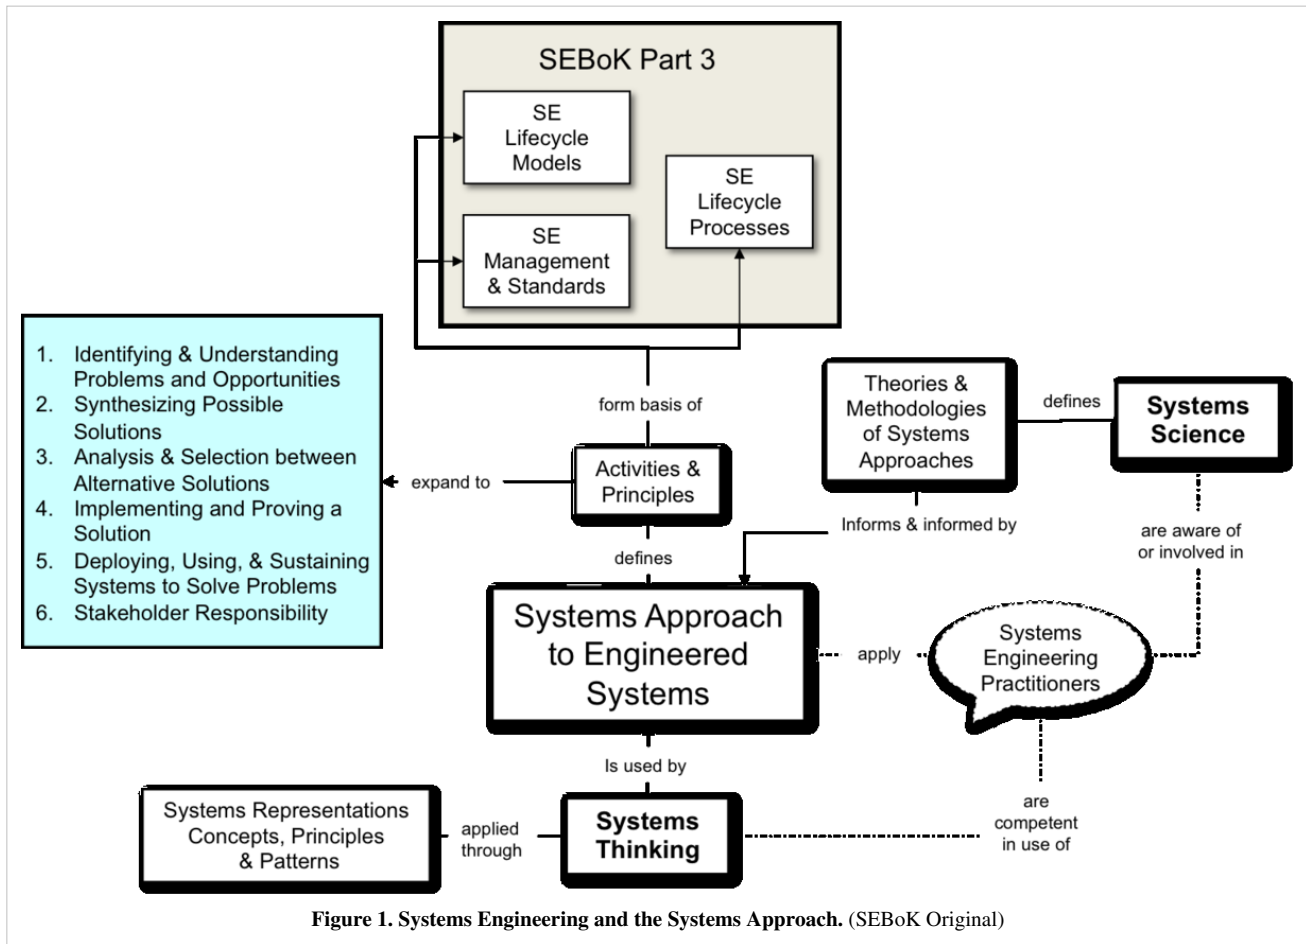 SEBoK Part 3
SE
Lifecycle
Models
SE
Lifecycle
Processes
SE
Management
& Standards
1. Identifying & Understanding
Problems and Opportunities
2. Synthesizing Possible
Solutions
3. Analysis & Selection between
Alternative Solutions
4. Implementing and Proving a
Solution
5. Deploying, Using, & Sustaining
Systems to Solve Problems
6. Stakeholder Responsibility
form basis of
Activities &
Principles
expand to
defines
Theories &
Methodologies
of Systems
Approaches
defines
Systems
Science
Informs & informed by
are aware of
or involved in
Systems Approach
to Engineered
Systems
apply
Systems
Engineering
Practitioners
Is used by
are
competent
in use of
Systems Representations
Concepts, Principles
& Patterns
applied
through
Systems
Thinking
Figure 1. Systems Engineering and the Systems Approach. (SEBoK Original)